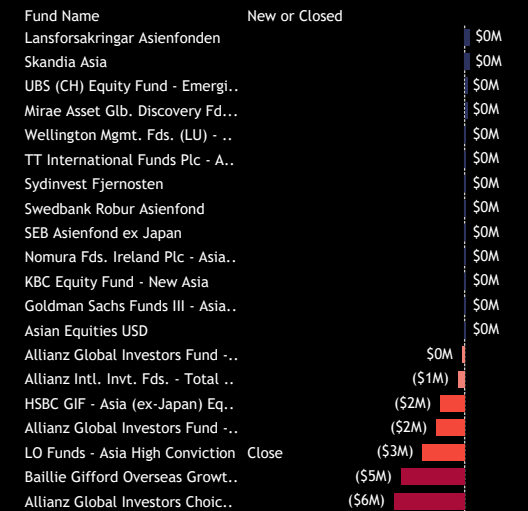 Fund Name New or Closed
Lansforsakringar Asienfonden $0M
Skandia Asia $0M
UBS (CH) Equity Fund - Emergi.. $0M
Mirae Asset Glb. Discovery Fd... $0M
Wellington Mgmt. Fds. (LU) - .. $0M
TT International Funds Plc - A.. $0M
Sydinvest Fjernosten $0M
Swedbank Robur Asienfond $0M
SEB Asienfond ex Japan $0M
Nomura Fds. Ireland Plc - Asia.. $0M
KBC Equity Fund - New Asia $0M
Goldman Sachs Funds III - Asia.. $0M
Asian Equities USD $0M
Allianz Global Investors Fund -.. $0M
Allianz Intl. Invt. Fds. - Total .. ($1M)
HSBC GIF - Asia (ex-Japan) Eq.. ($2M)
Allianz Global Investors Fund -.. ($2M)
LO Funds - Asia High Conviction Close ($3M)
Baillie Gifford Overseas Growt.. ($5M)
Allianz Global Investors Choic.. ($6M)